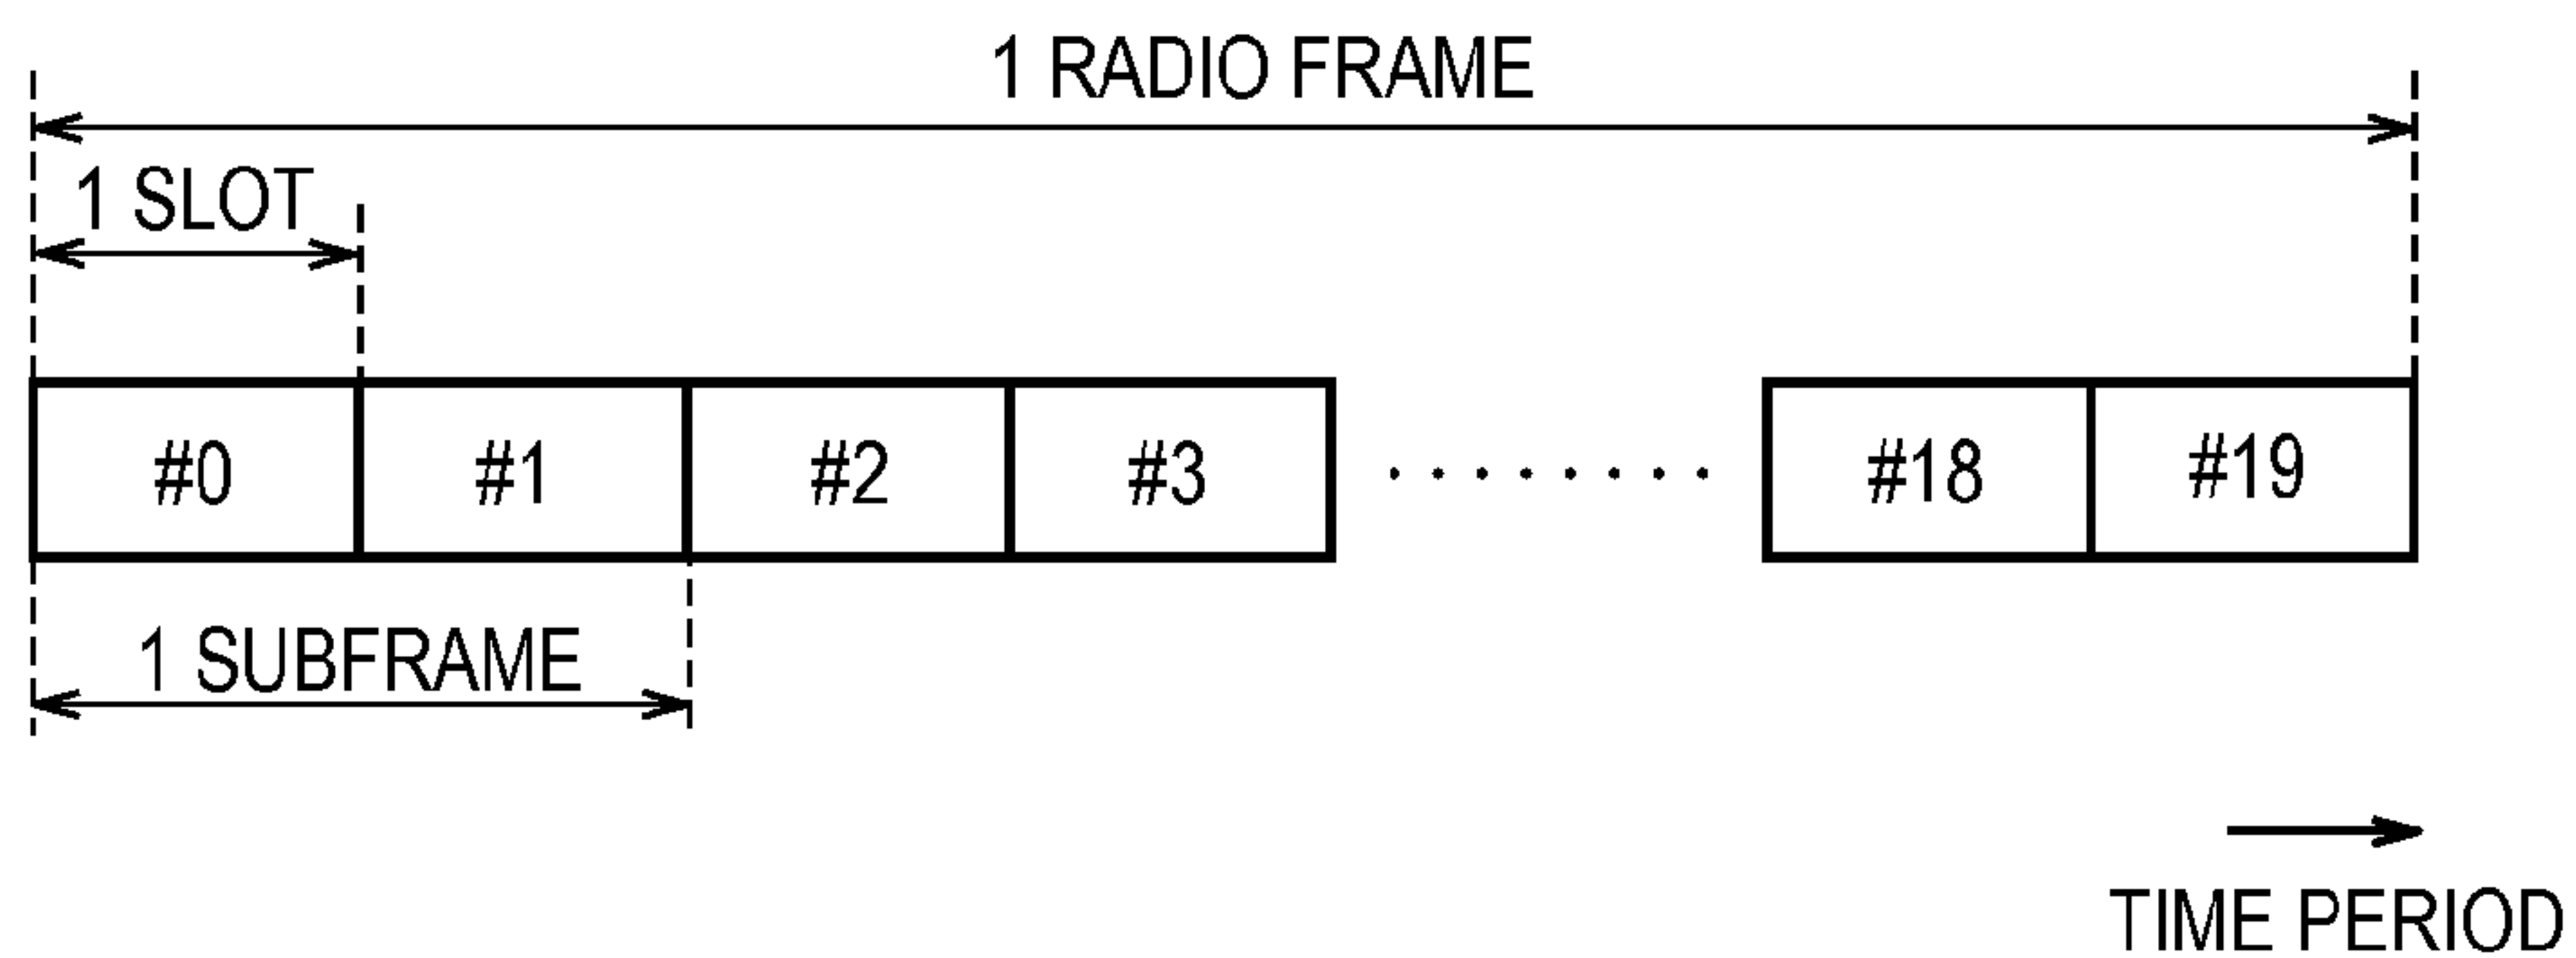 1 RADIO FRAME
1 SLOT
#0 #1 #2 #3 ········ #18 #19
1 SUBFRAME
TIME PERIOD